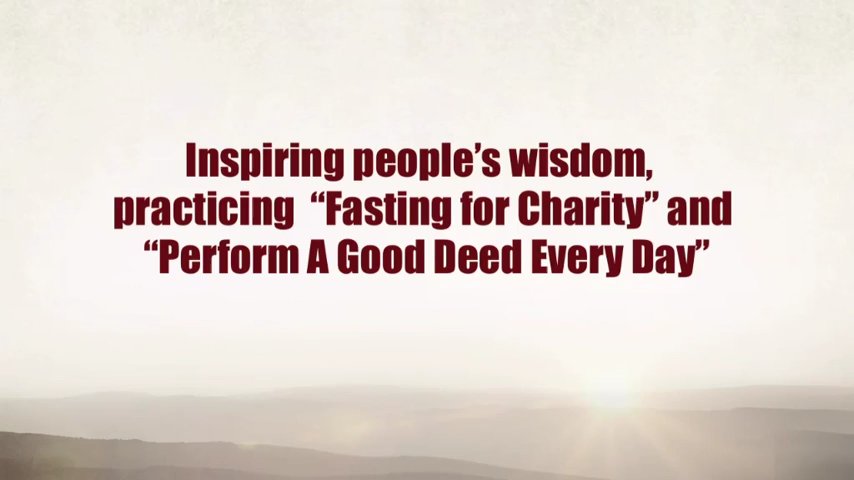 Inspiring people’s wisdom,
practicing “Fasting for Charity” and
“Perform A Good Deed Every Day”